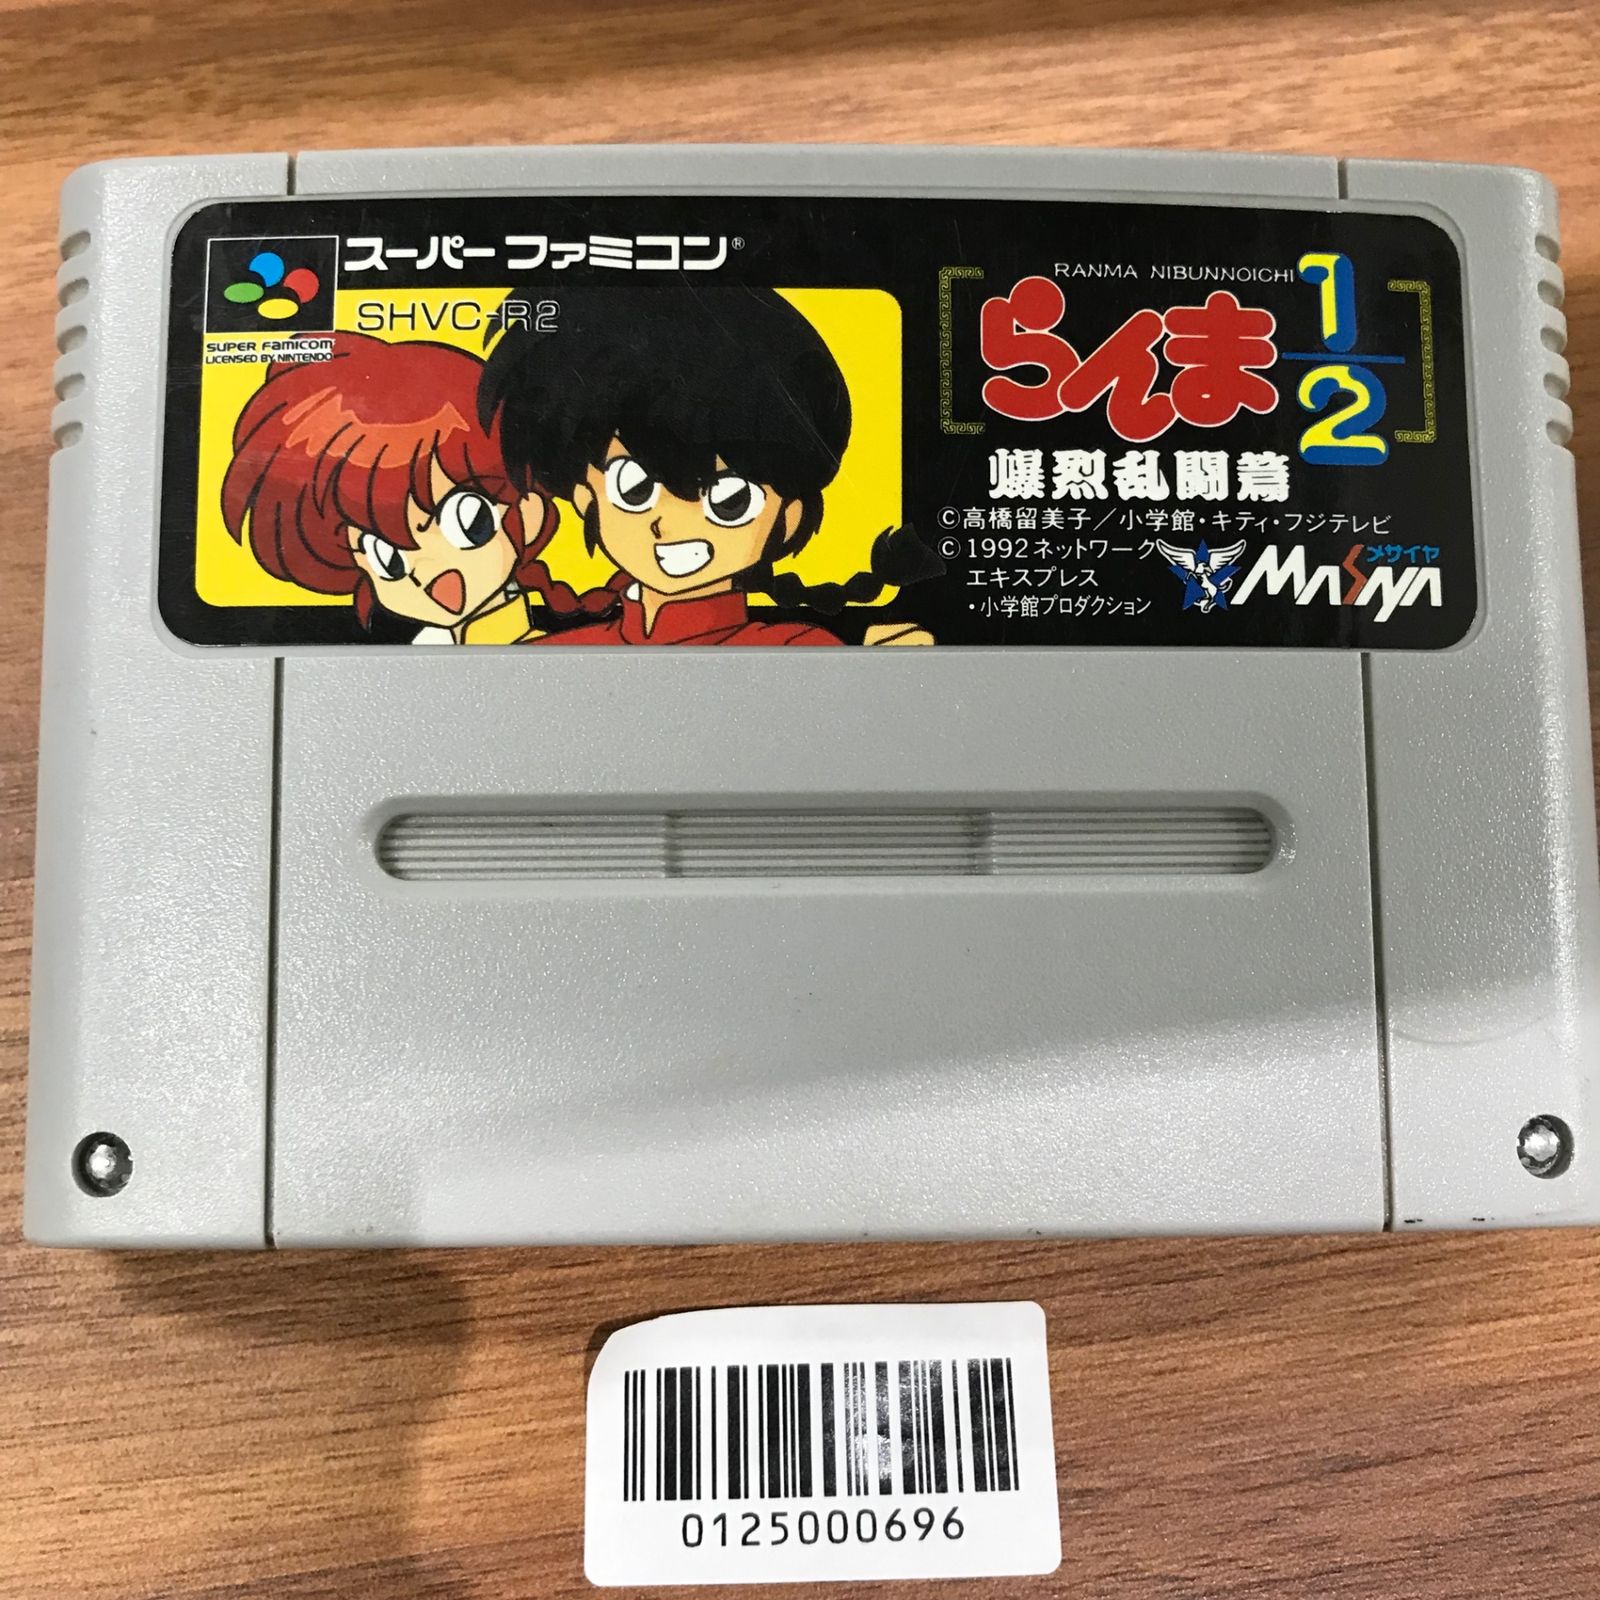 スーパーファミコン®
SHVC-R2
SUPER FAMICOM
LICENSED BY NINTENDO
RANMA NIBUNNOICHI
らんま1/2
爆烈乱闘篇
©高橋留美子／小学館・キティ・フジテレビ
©1992ネットワーク
エキスプレス
・小学館プロダクション
メサイヤ
MASIYA
0125000696